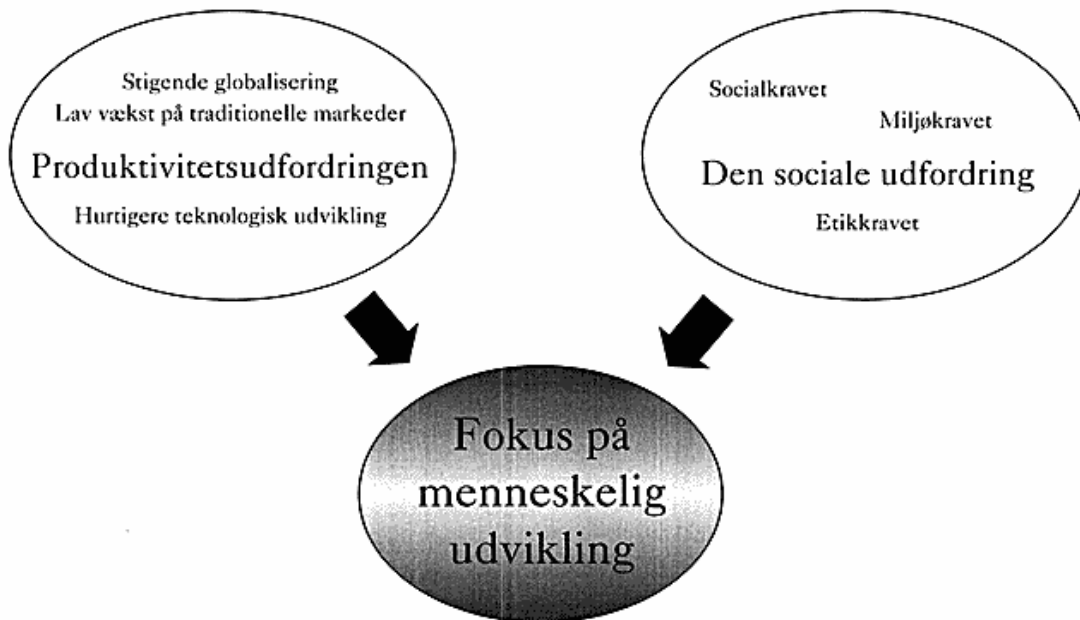 Stigende globalisering
Lav vækst på traditionelle markeder
Produktivitetsudfordringen
Hurtigere teknologisk udvikling
Socialkravet
Miljøkravet
Den sociale udfordring
Etikkravet
Fokus på
menneskelig
udvikling